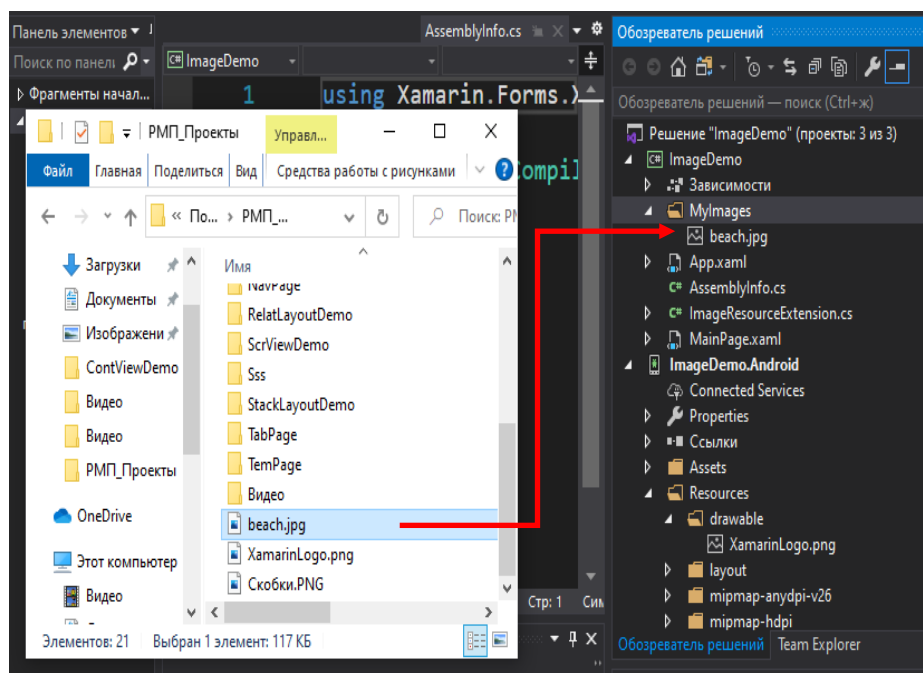 Панель элементов
Поиск по панели
Фрагменты начал...
AssemblyInfo.cs
ImageDemo
1 using Xamarin.Forms.X
Compil
РМП_Проекты
Управл...
Файл Главная Поделиться Вид Средства работы с рисунками
« По... › РМП_...
Поиск: РМ
Загрузки
Документы
Изображени
ContViewDemo
Видео
Видео
РМП_Проекты
OneDrive
Этот компьютер
Видео
Имя
NavPage
RelatLayoutDemo
ScrViewDemo
Sss
StackLayoutDemo
TabPage
TemPage
Видео
beach.jpg
XamarinLogo.png
Скобки.PNG
Элементов: 21 Выбран 1 элемент: 117 КБ
Стр: 1 Сим
Обозреватель решений
Обозреватель решений — поиск (Ctrl+ж)
Решение "ImageDemo" (проекты: 3 из 3)
ImageDemo
Зависимости
MyImages
beach.jpg
App.xaml
AssemblyInfo.cs
ImageResourceExtension.cs
MainPage.xaml
ImageDemo.Android
Connected Services
Properties
Ссылки
Assets
Resources
drawable
XamarinLogo.png
layout
mipmap-anydpi-v26
mipmap-hdpi
Обозреватель решений Team Explorer